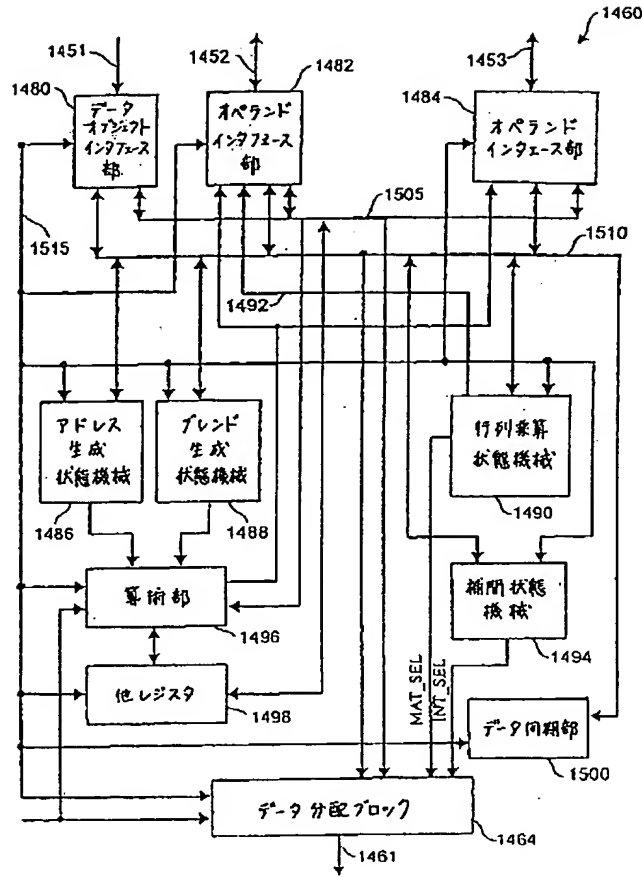 1460
1451
1452
1482
1453
1480
1484
データ
オブジェクト
インタフェース
部
オペランド
インタフェース
部
オペランド
インタェース部
1505
1515
1510
1492
アドレス
生成
状態機械
ブレンド
生成
状態機械
行列乗算
状態機械
1486
1488
1490
算術部
補間状態
機械
1496
1494
他レジスタ
1498
MAT_SEL
INT_SEL
データ同期部
1500
データ分配ブロック
1464
1461